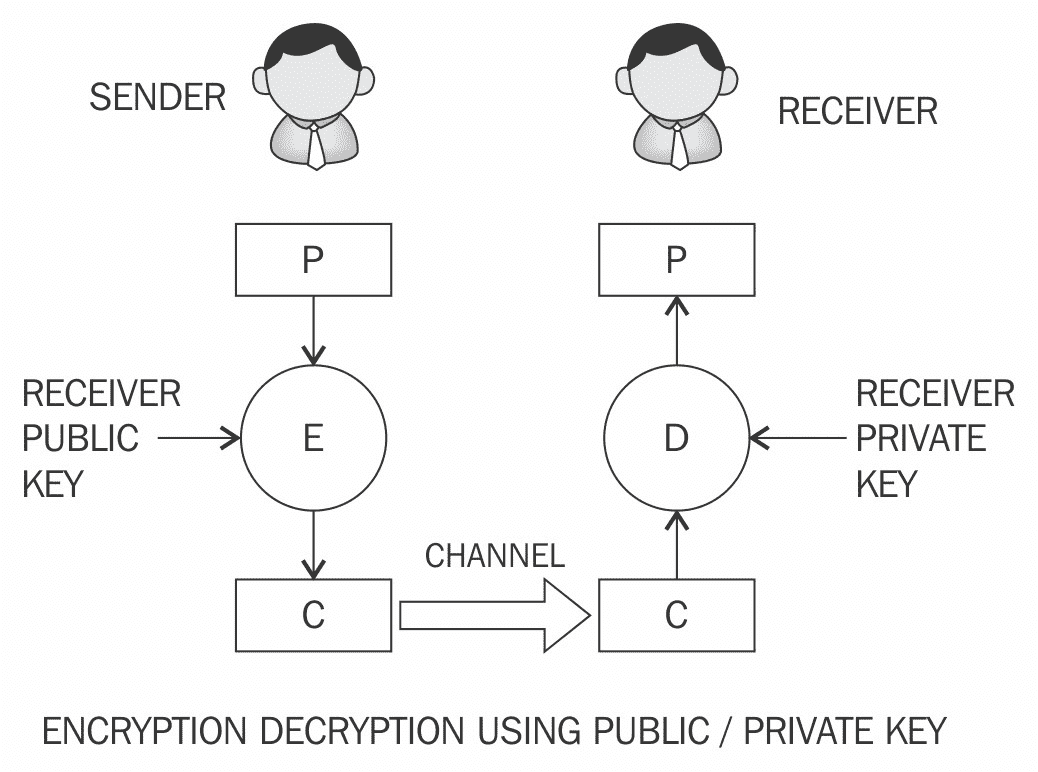 SENDER
RECEIVER
P
P
RECEIVER
PUBLIC
KEY
E
D
RECEIVER
PRIVATE
KEY
CHANNEL
C
C
ENCRYPTION DECRYPTION USING PUBLIC / PRIVATE KEY